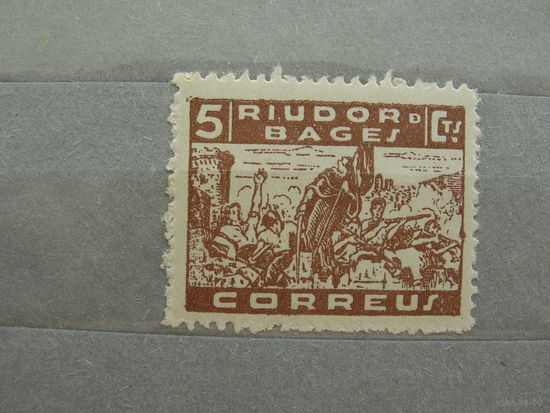 5 RIUDOR D CTS.
BAGES
CORREUS